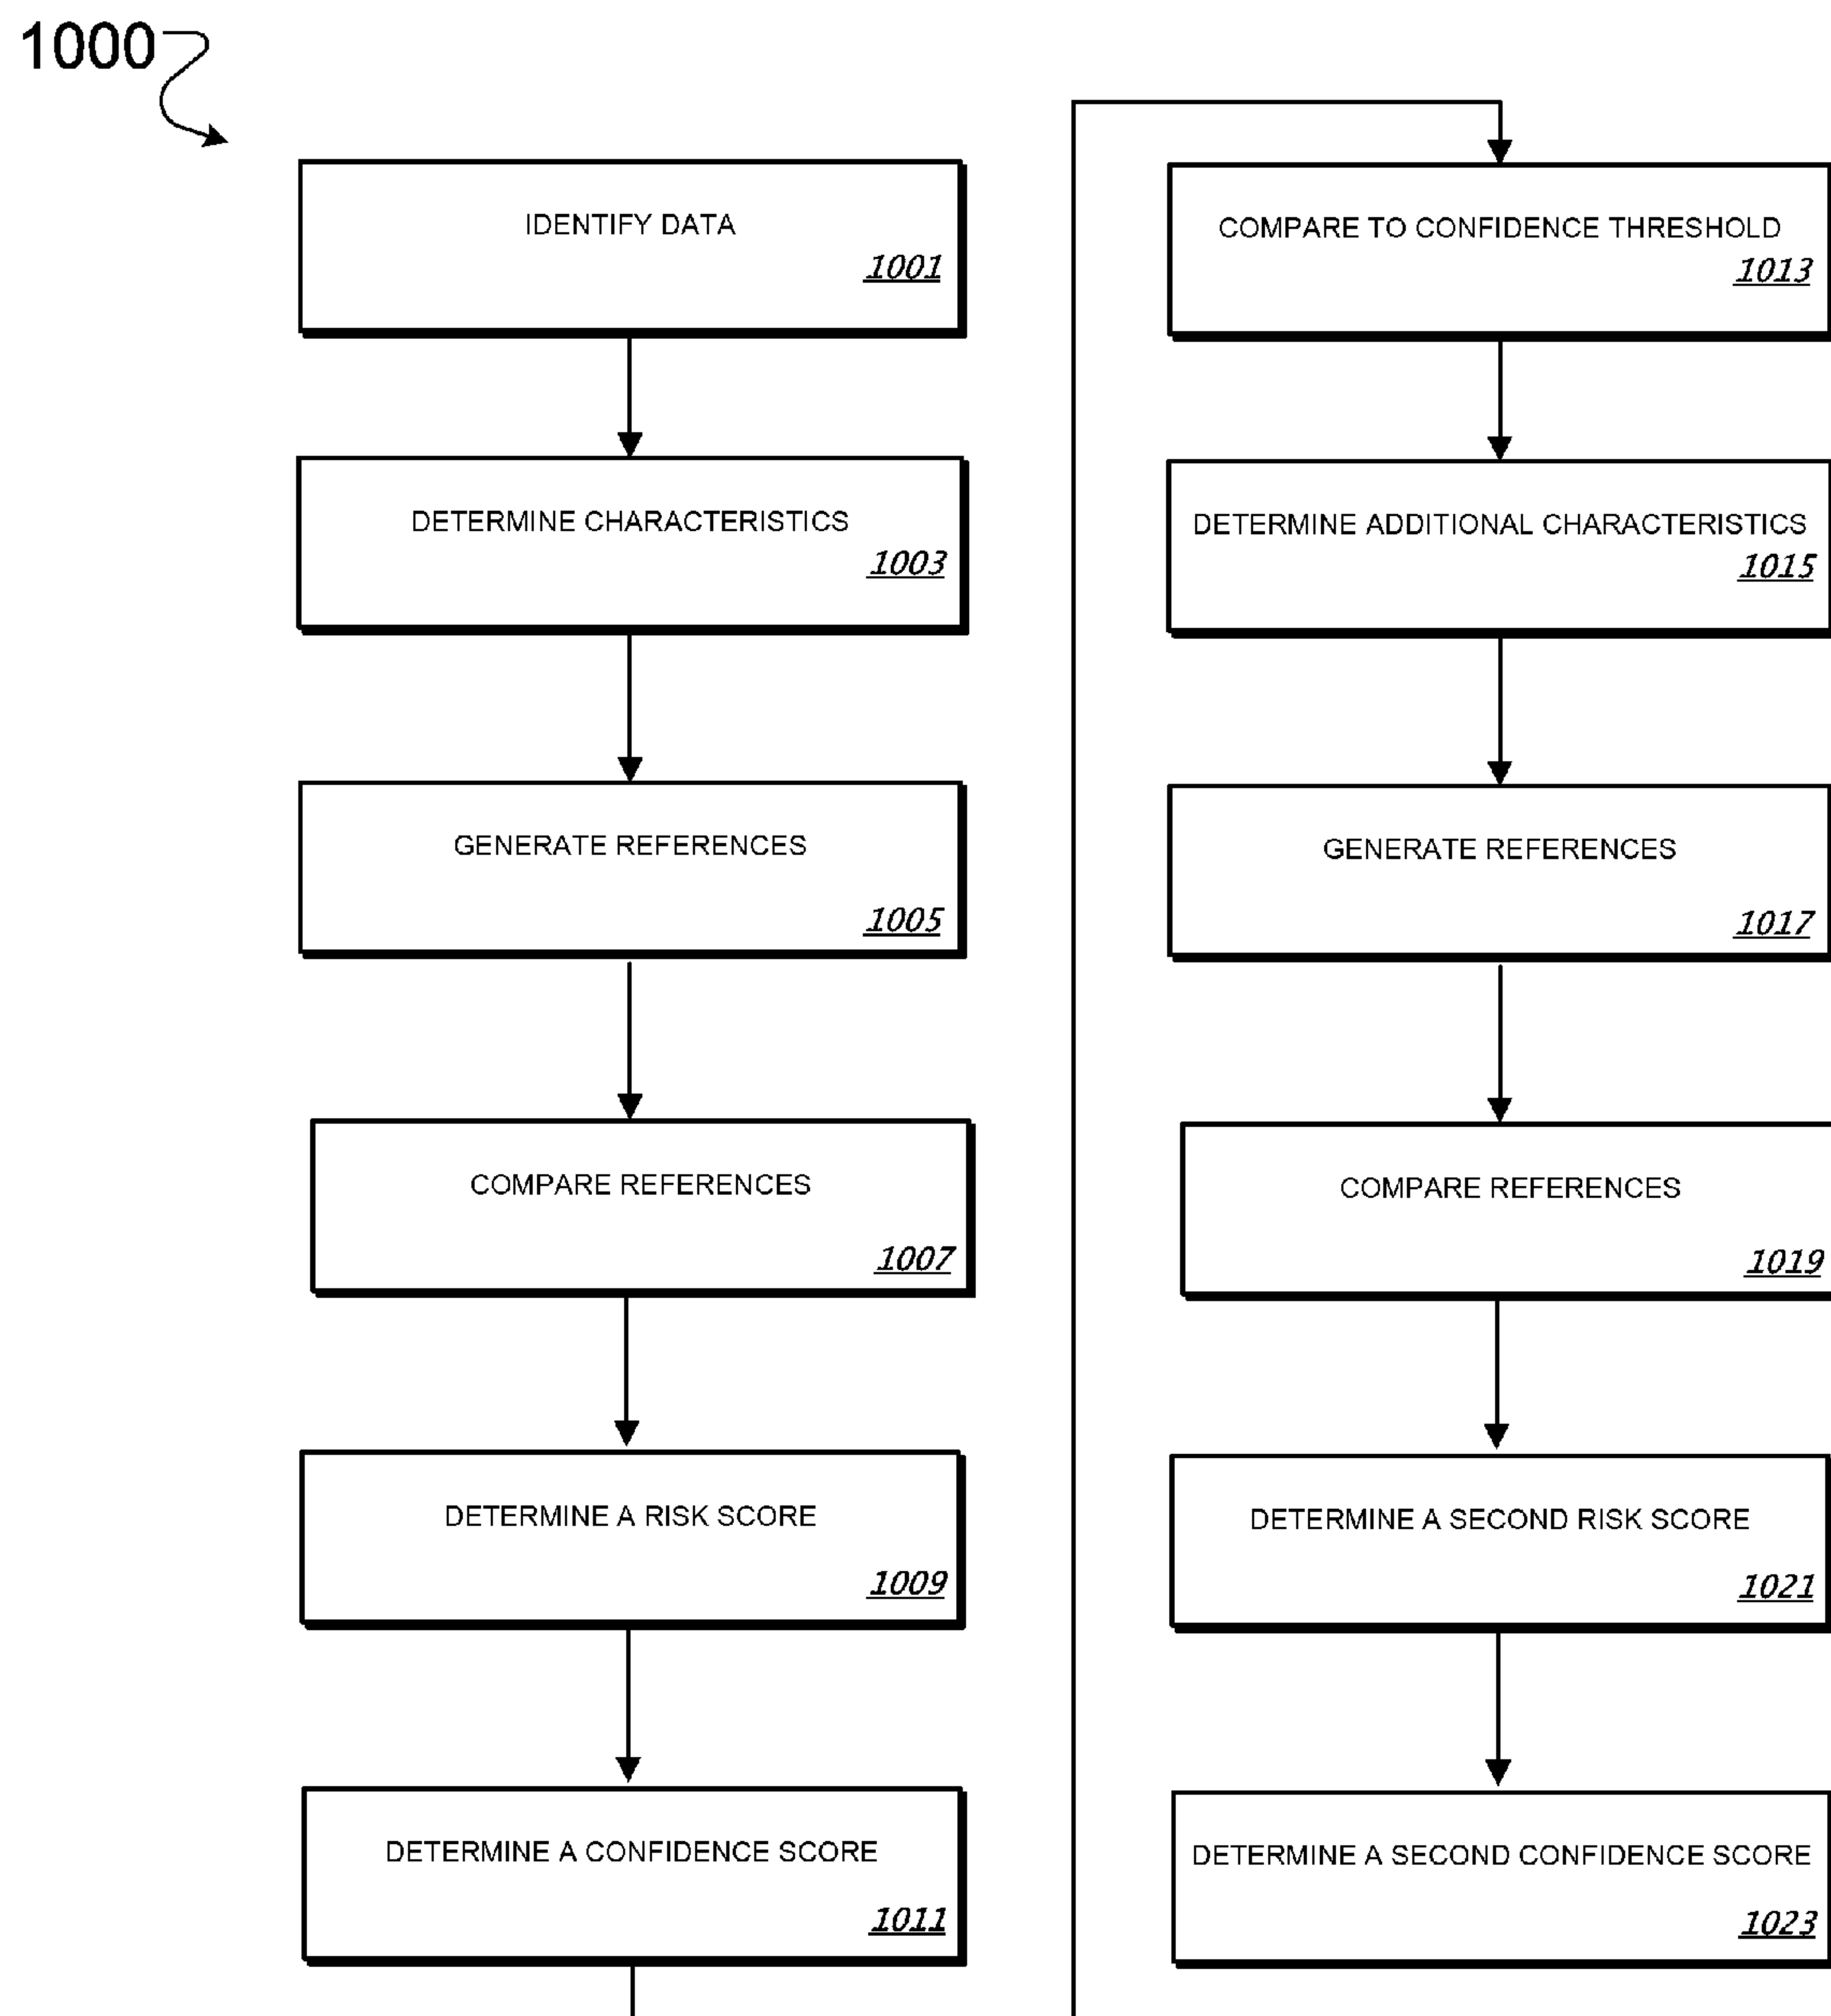 1000
IDENTIFY DATA
1001
DETERMINE CHARACTERISTICS
1003
GENERATE REFERENCES
1005
COMPARE REFERENCES
1007
DETERMINE A RISK SCORE
1009
DETERMINE A CONFIDENCE SCORE
1011
COMPARE TO CONFIDENCE THRESHOLD
1013
DETERMINE ADDITIONAL CHARACTERISTICS
1015
GENERATE REFERENCES
1017
COMPARE REFERENCES
1019
DETERMINE A SECOND RISK SCORE
1021
DETERMINE A SECOND CONFIDENCE SCORE
1023